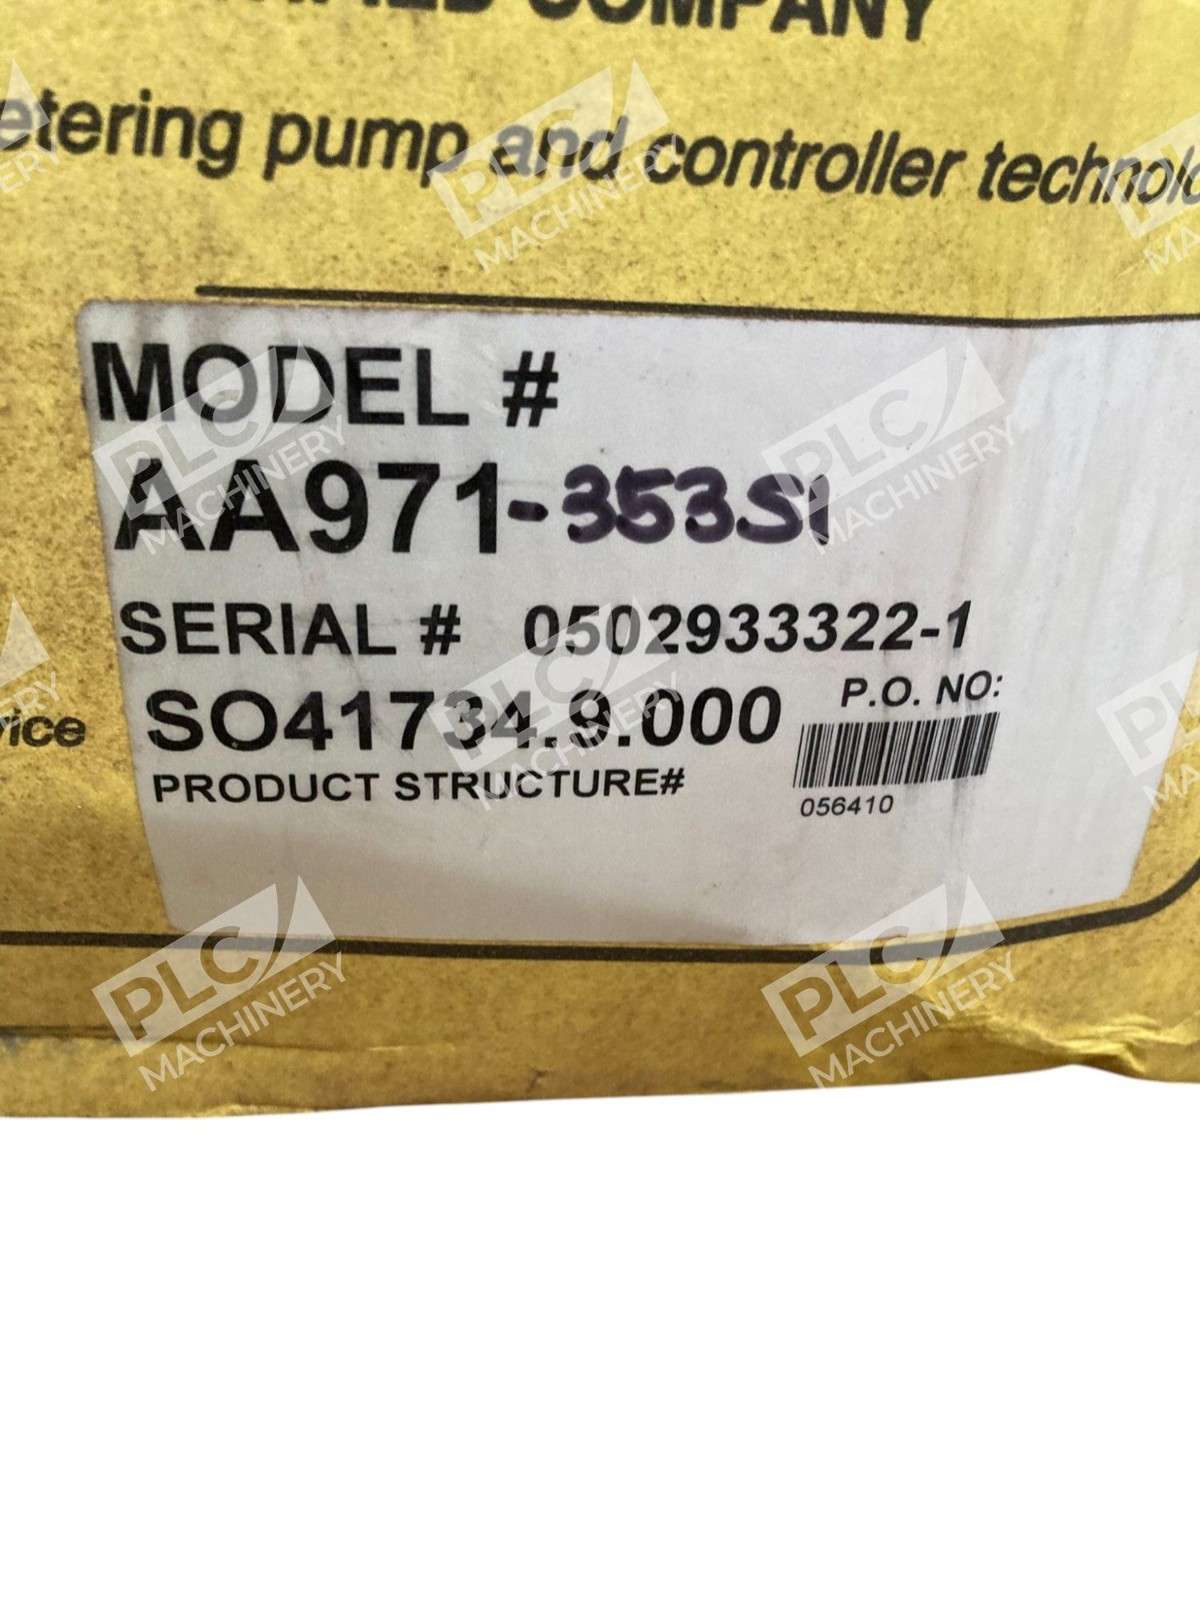 COMPANY
etering pump and controller technolo
MODEL #
AA971-353SI
SERIAL # 0502933322-1
SO41734.9.000
P.O. NO:
vice
PRODUCT STRUCTURE#
056410
PLC MACHINERY